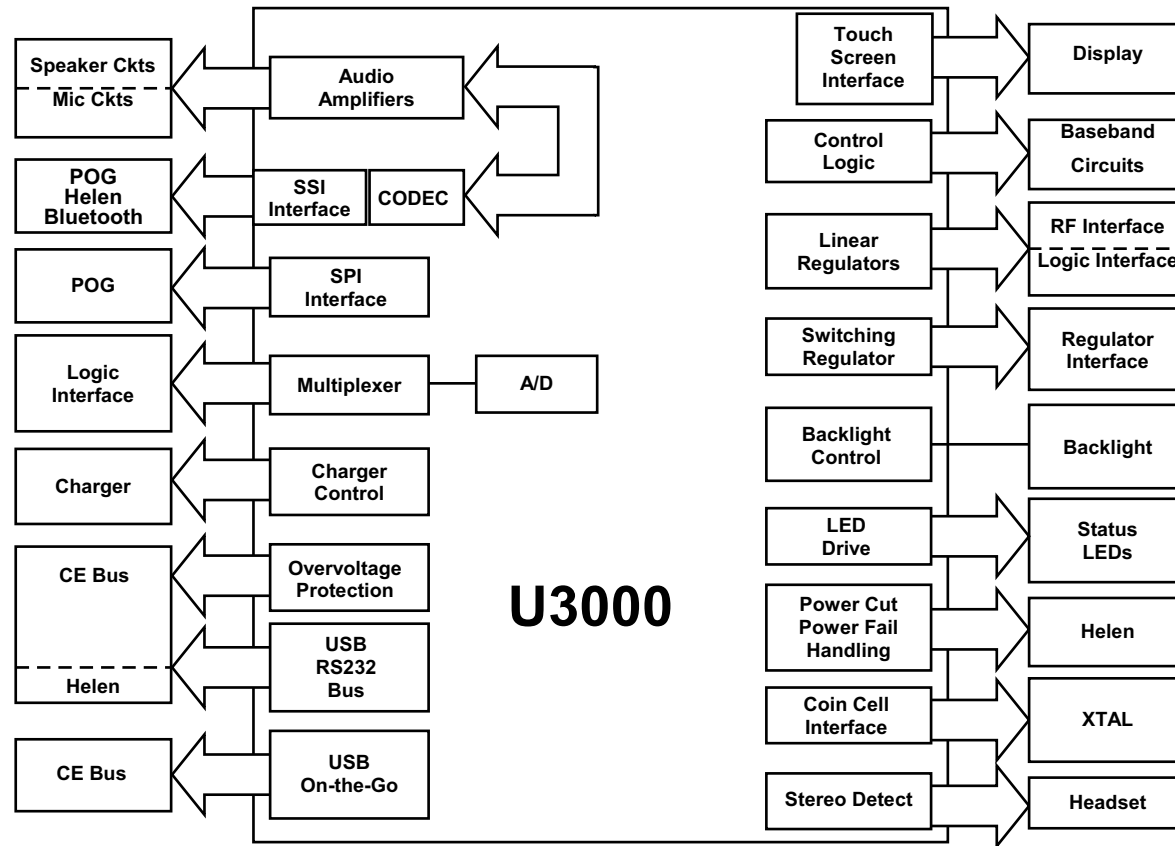 Speaker Ckts
Mic Ckts
POG
Helen
Bluetooth
POG
Logic
Interface
Charger
CE Bus
Helen
CE Bus
Audio
Amplifiers
SSI
Interface
CODEC
SPI
Interface
Multiplexer
A/D
Charger
Control
Overvoltage
Protection
USB
RS232
Bus
USB
On-the-Go
U3000
Touch
Screen
Interface
Control
Logic
Linear
Regulators
Switching
Regulator
Backlight
Control
LED
Drive
Power Cut
Power Fail
Handling
Coin Cell
Interface
Stereo Detect
Display
Baseband
Circuits
RF Interface
Logic Interface
Regulator
Interface
Backlight
Status
LEDs
Helen
XTAL
Headset